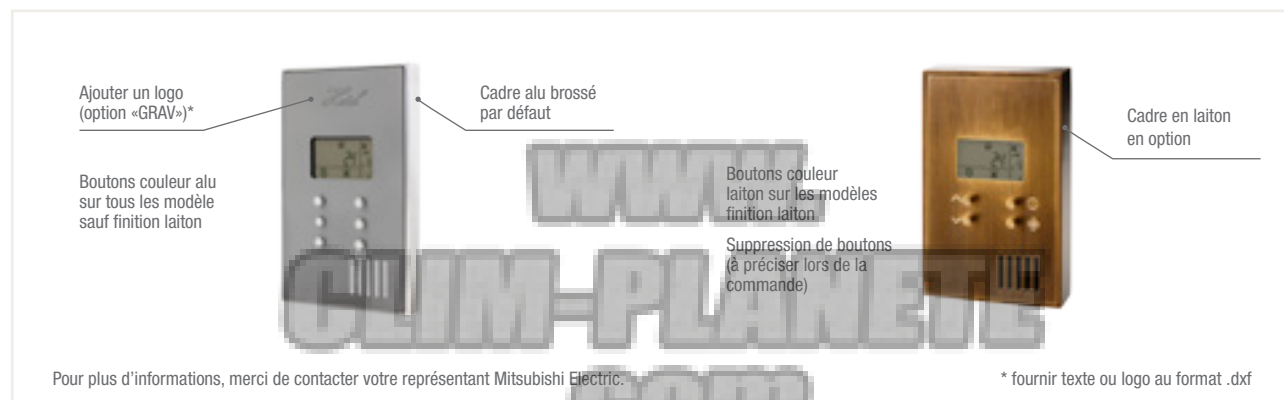 Ajouter un logo
(option «GRAV»)*
Cadre alu brossé
par défaut
Boutons couleur alu
sur tous les modèle
sauf finition laiton
Boutons couleur
laiton sur les modèles
finition laiton
Suppression de boutons
(à préciser lors de la
commande)
Cadre en laiton
en option
WWW.
CLIM-PLANETE
.com
Pour plus d’informations, merci de contacter votre représentant Mitsubishi Electric.
* fournir texte ou logo au format .dxf